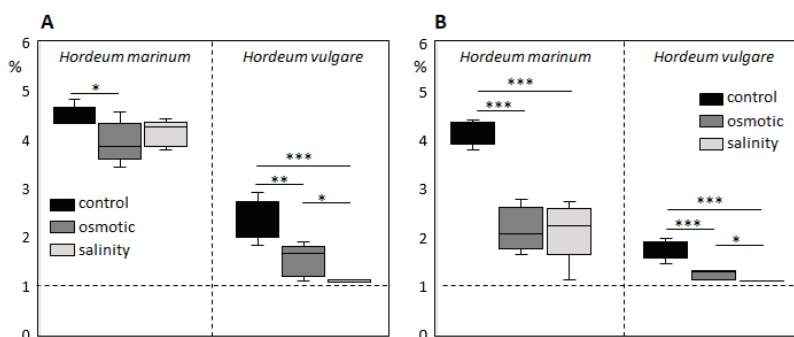 A
6
%
5
4
3
2
1
0
Hordeum marinum
Hordeum vulgare
*
***
**
*
control
osmotic
salinity
B
6
%
5
4
3
2
1
0
Hordeum marinum
Hordeum vulgare
***
***
control
osmotic
salinity
***
***
*